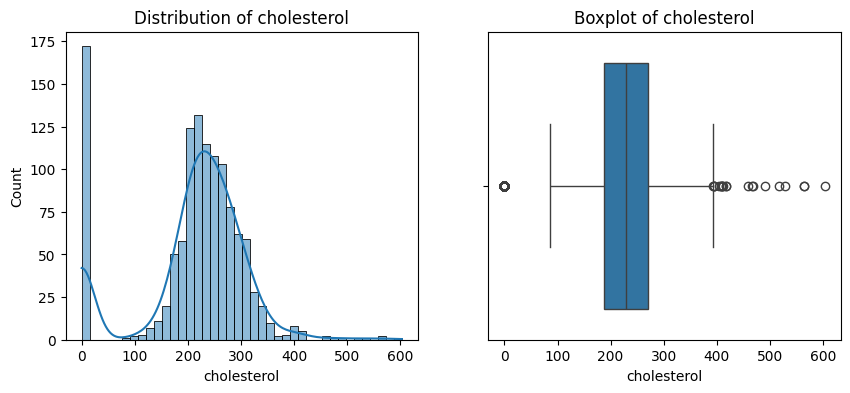 Distribution of cholesterol
175
150
125
100
75
50
25
0
Count
0 100 200 300 400 500 600
cholesterol
Boxplot of cholesterol
0 100 200 300 400 500 600
cholesterol